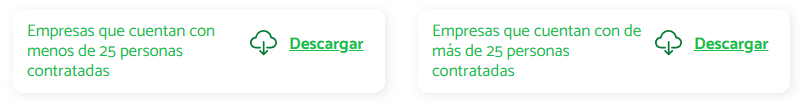 Empresas que cuentan con
menos de 25 personas
contratadas
Descargar
Empresas que cuentan con de
más de 25 personas
contratadas
Descargar